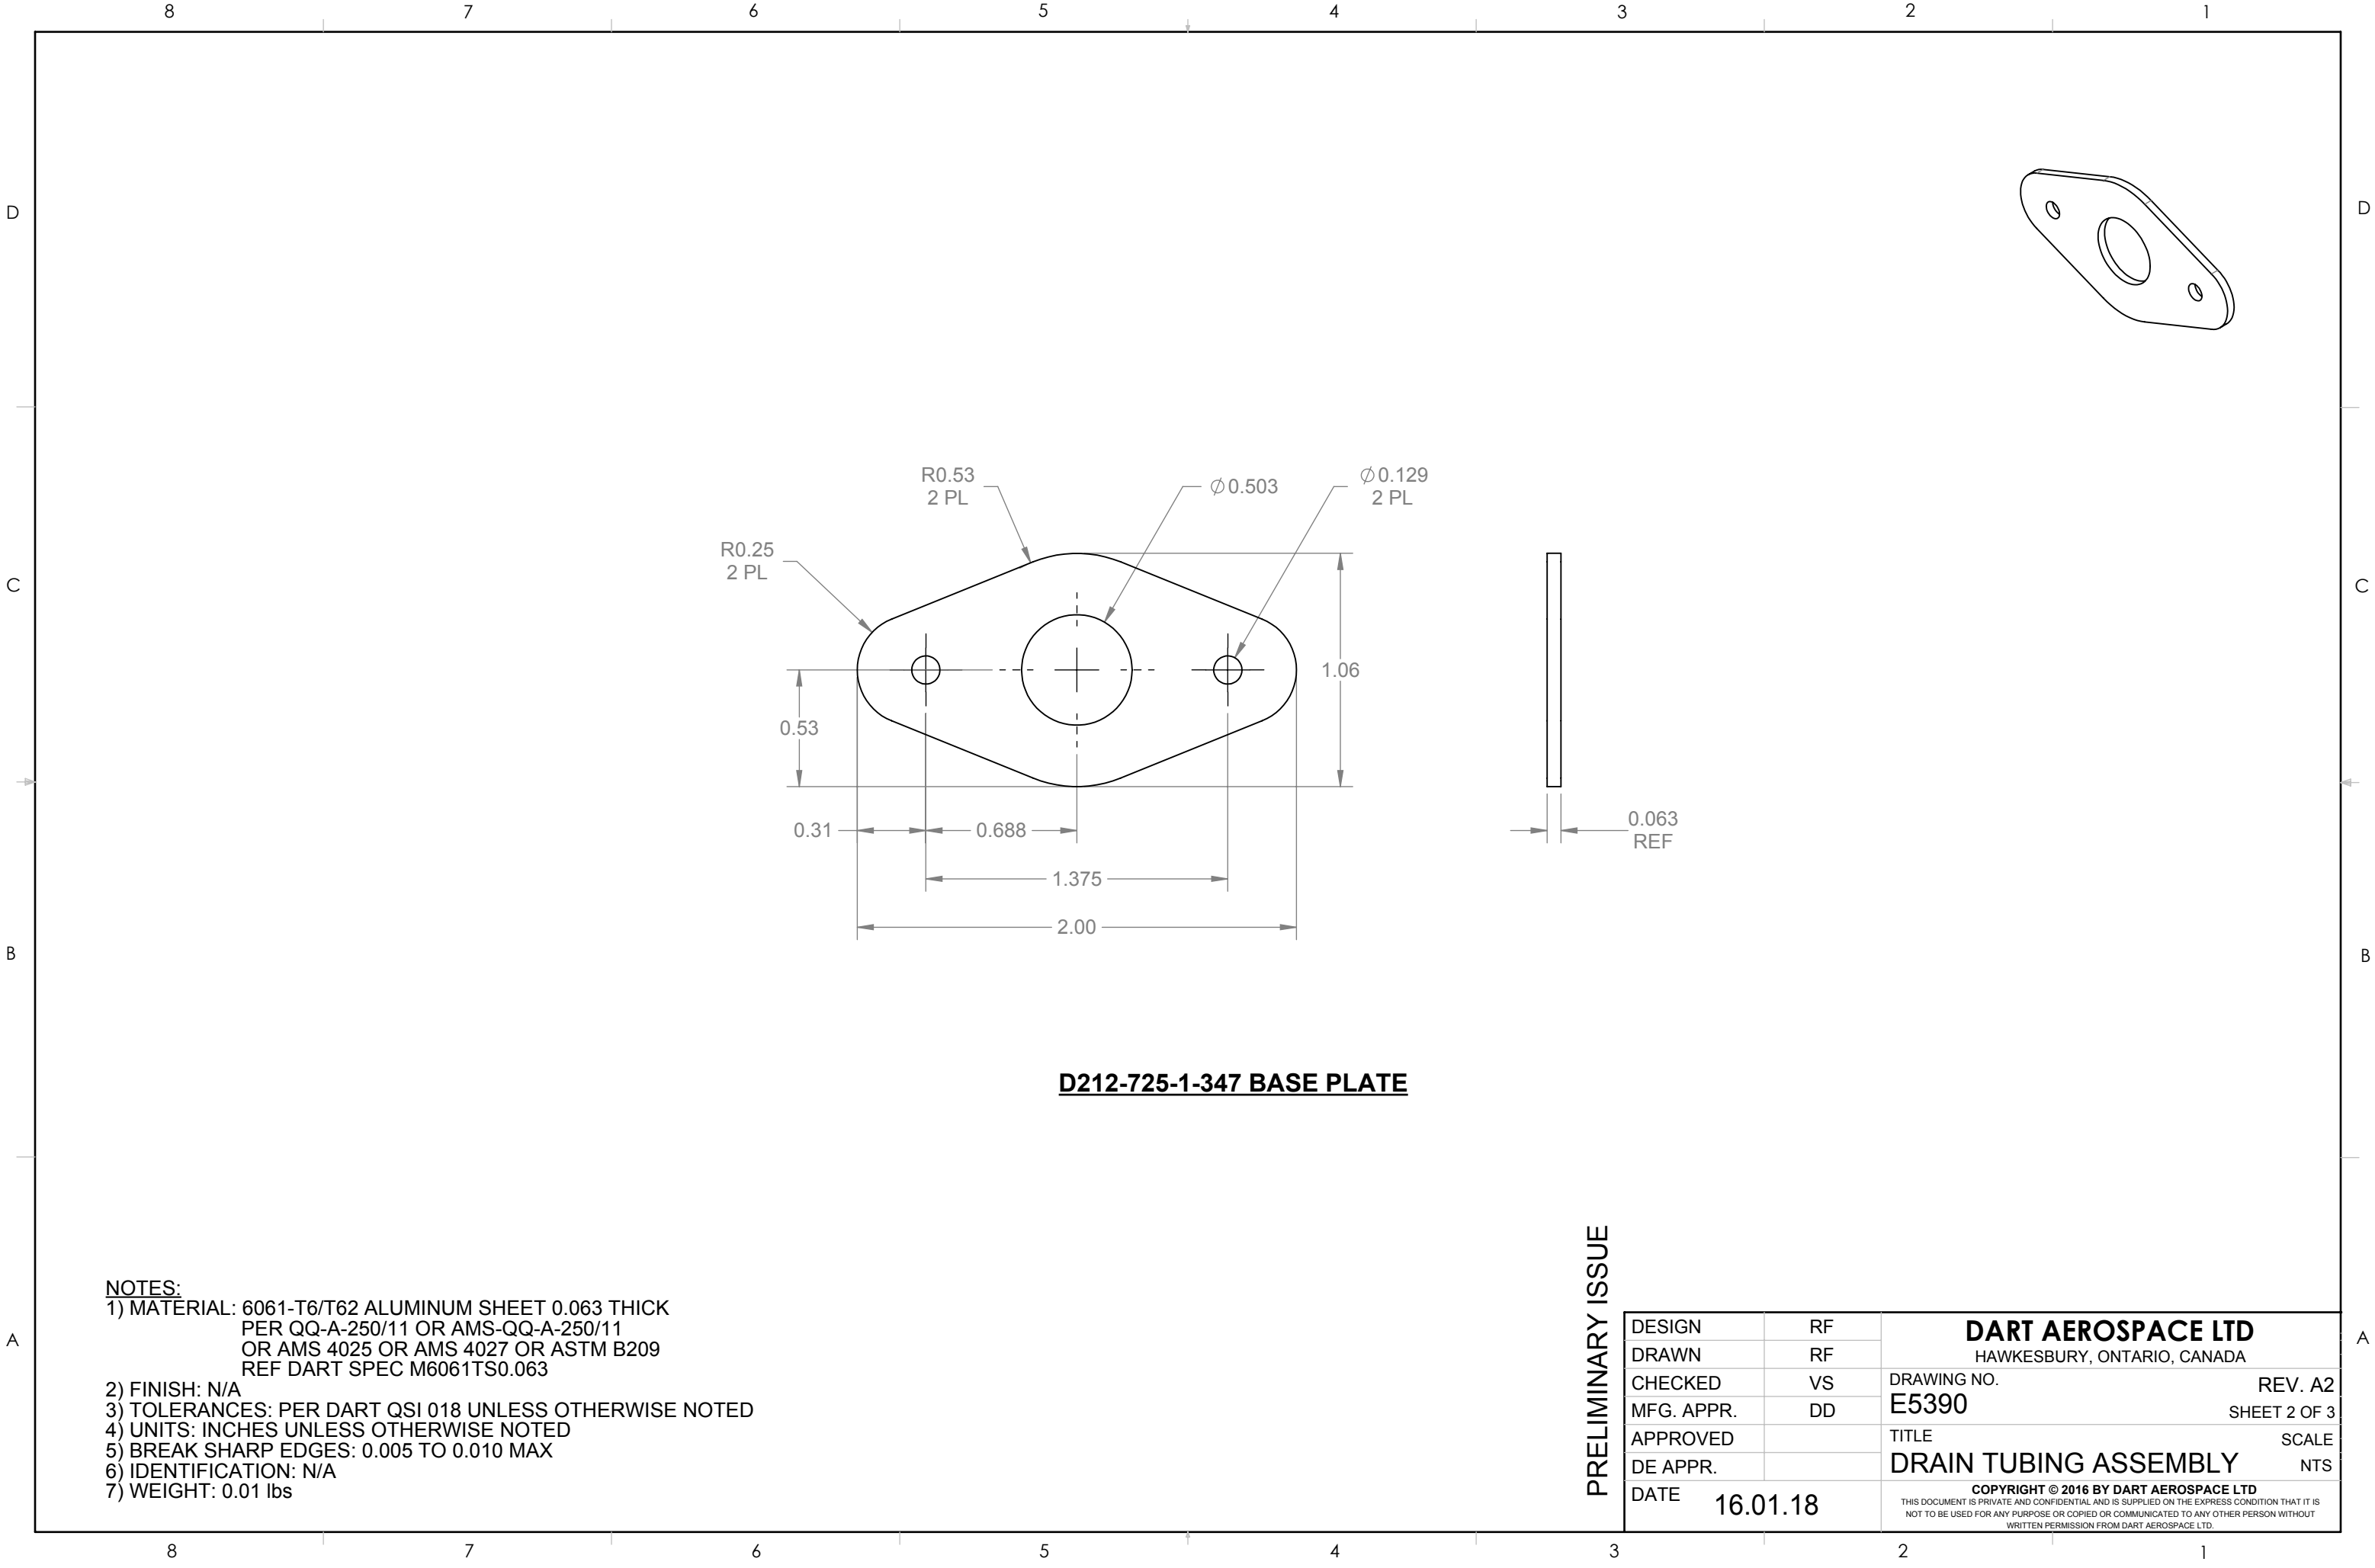 8 7 6 5 4 3 2 1
D D
C C
B B
A A
R0.53
2 PL
Ø0.503
Ø0.129
2 PL
R0.25
2 PL
1.06
0.53
0.31
0.688
0.063
REF
1.375
2.00
D212-725-1-347 BASE PLATE
NOTES:
1) MATERIAL: 6061-T6/T62 ALUMINUM SHEET 0.063 THICK
PER QQ-A-250/11 OR AMS-QQ-A-250/11
OR AMS 4025 OR AMS 4027 OR ASTM B209
REF DART SPEC M6061TS0.063
2) FINISH: N/A
3) TOLERANCES: PER DART QSI 018 UNLESS OTHERWISE NOTED
4) UNITS: INCHES UNLESS OTHERWISE NOTED
5) BREAK SHARP EDGES: 0.005 TO 0.010 MAX
6) IDENTIFICATION: N/A
7) WEIGHT: 0.01 lbs
PRELIMINARY ISSUE
DESIGN RF
DRAWN RF
CHECKED VS
MFG. APPR. DD
APPROVED
DE APPR.
DATE 16.01.18
DART AEROSPACE LTD
HAWKESBURY, ONTARIO, CANADA
DRAWING NO. REV. A2
E5390 SHEET 2 OF 3
TITLE SCALE
DRAIN TUBING ASSEMBLY NTS
COPYRIGHT © 2016 BY DART AEROSPACE LTD
THIS DOCUMENT IS PRIVATE AND CONFIDENTIAL AND IS SUPPLIED ON THE EXPRESS CONDITION THAT IT IS
NOT TO BE USED FOR ANY PURPOSE OR COPIED OR COMMUNICATED TO ANY OTHER PERSON WITHOUT
WRITTEN PERMISSION FROM DART AEROSPACE LTD.
8 7 6 5 4 3 2 1